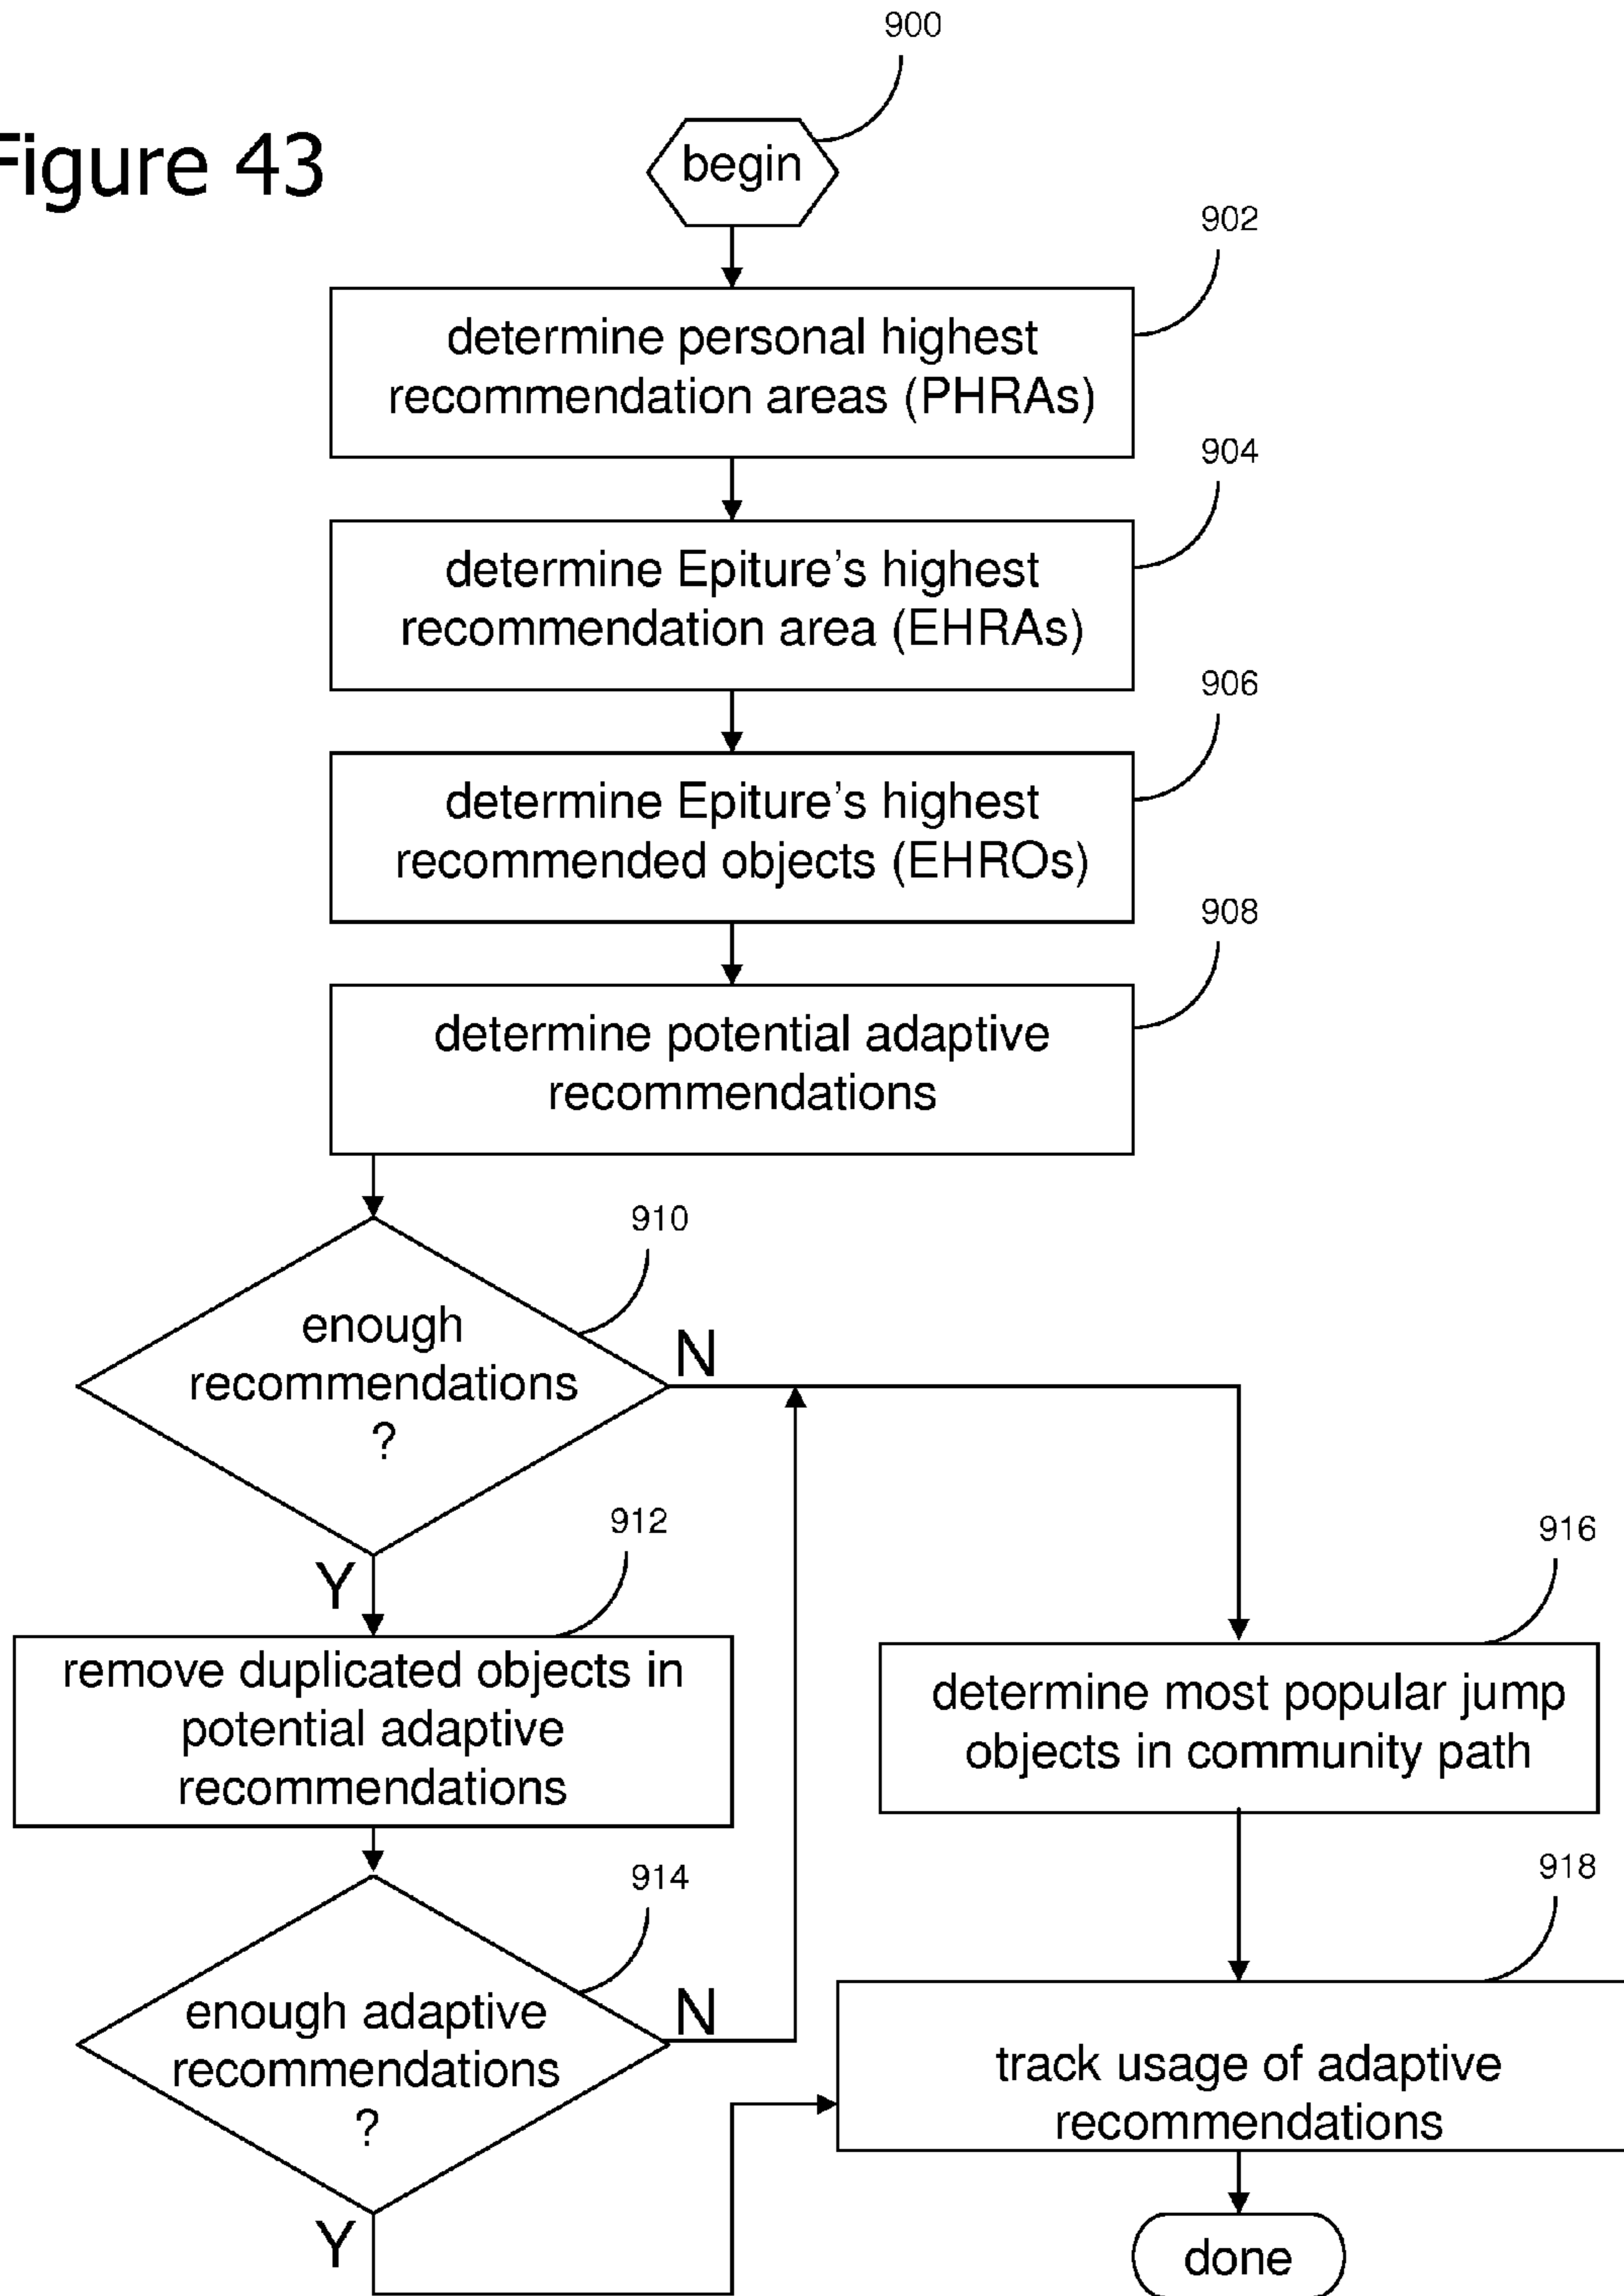 900
Figure 43
begin
902
determine personal highest
recommendation areas (PHRAs)
904
determine Epiture's highest
recommendation area (EHRAs)
906
determine Epiture's highest
recommended objects (EHROs)
908
determine potential adaptive
recommendations
910
enough
recommendations
?
N
Y
912
remove duplicated objects in
potential adaptive
recommendations
916
determine most popular jump
objects in community path
914
enough adaptive
recommendations
?
N
Y
918
track usage of adaptive
recommendations
done